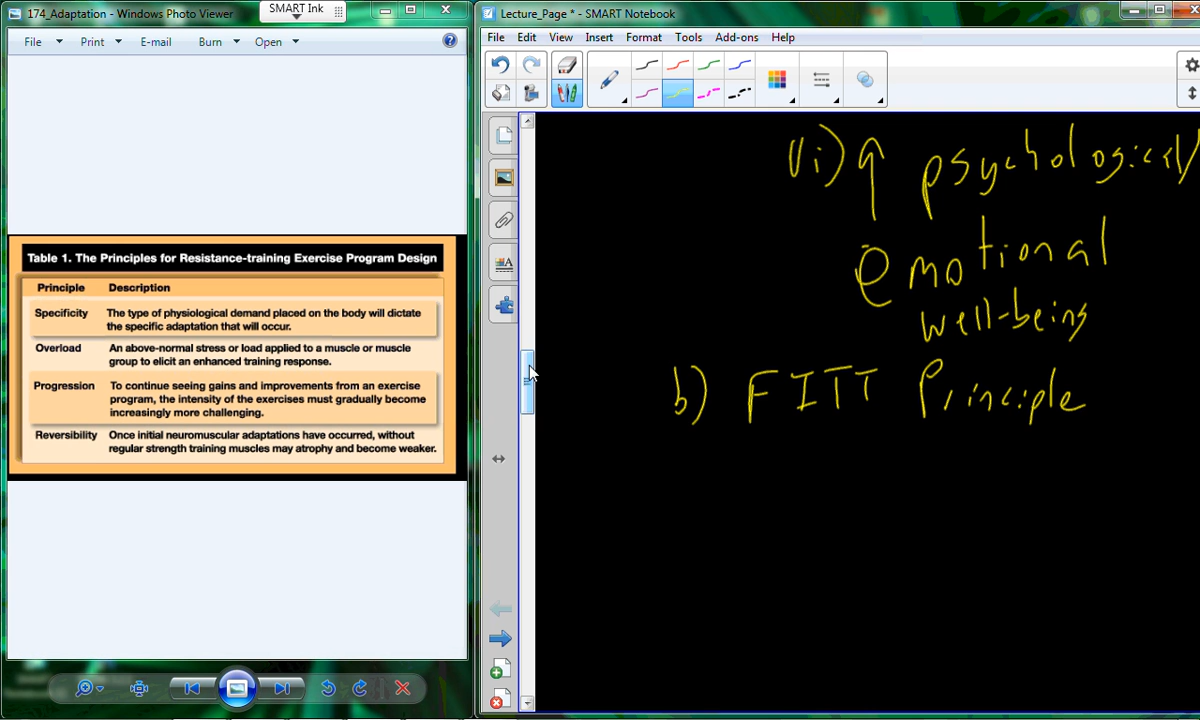 174_Adaptation - Windows Photo Viewer
SMART Ink
File Print E-mail Burn Open
Table 1. The Principles for Resistance-training Exercise Program Design
Principle Description
Specificity The type of physiological demand placed on the body will dictate
the specific adaptation that will occur.
Overload An above-normal stress or load applied to a muscle or muscle
group to elicit an enhanced training response.
Progression To continue seeing gains and improvements from an exercise
program, the intensity of the exercises must gradually become
increasingly more challenging.
Reversibility Once initial neuromuscular adaptations have occurred, without
regular strength training muscles may atrophy and become weaker.
Lecture_Page * - SMART Notebook
File Edit View Insert Format Tools Add-ons Help
vi) ↑ psychological/
emotional
well-being
b) FITT Principle